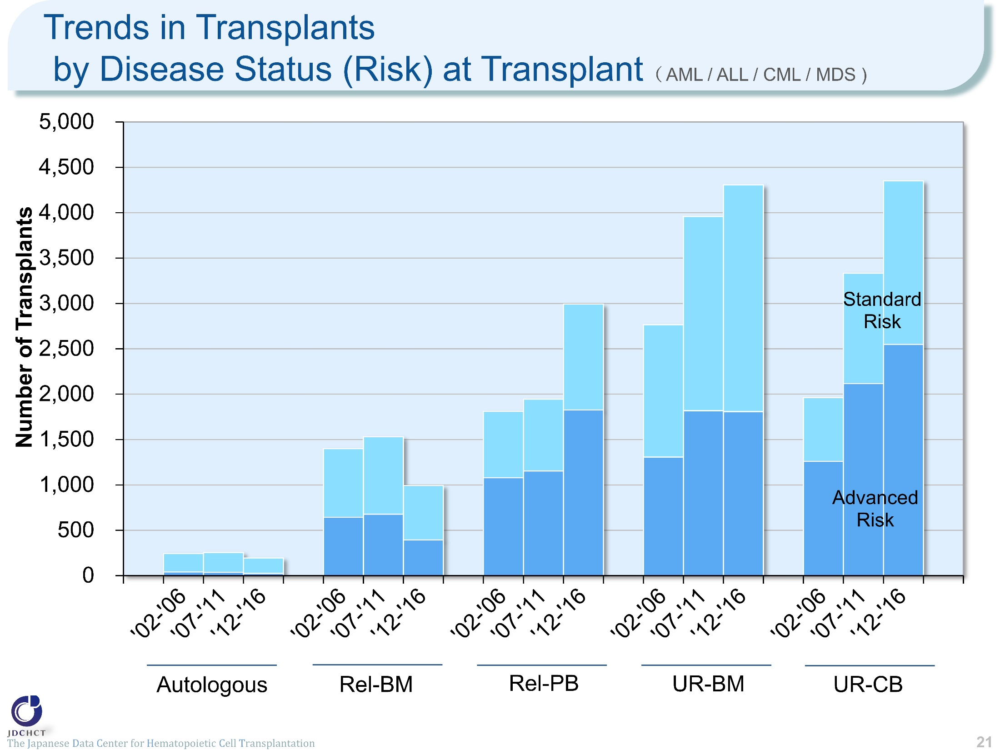 Trends in Transplants
by Disease Status (Risk) at Transplant（ AML / ALL / CML / MDS )
Number of Transplants
5,000
4,500
4,000
3,500
3,000
2,500
2,000
1,500
1,000
500
0
Standard
Risk
Advanced
Risk
'02-'06
'07-'11
'12-'16
'02-'06
'07-'11
'12-'16
'02-'06
'07-'11
'12-'16
'02-'06
'07-'11
'12-'16
'02-'06
'07-'11
'12-'16
Autologous
Rel-BM
Rel-PB
UR-BM
UR-CB
JDCHCT
The Japanese Data Center for Hematopoietic Cell Transplantation
21